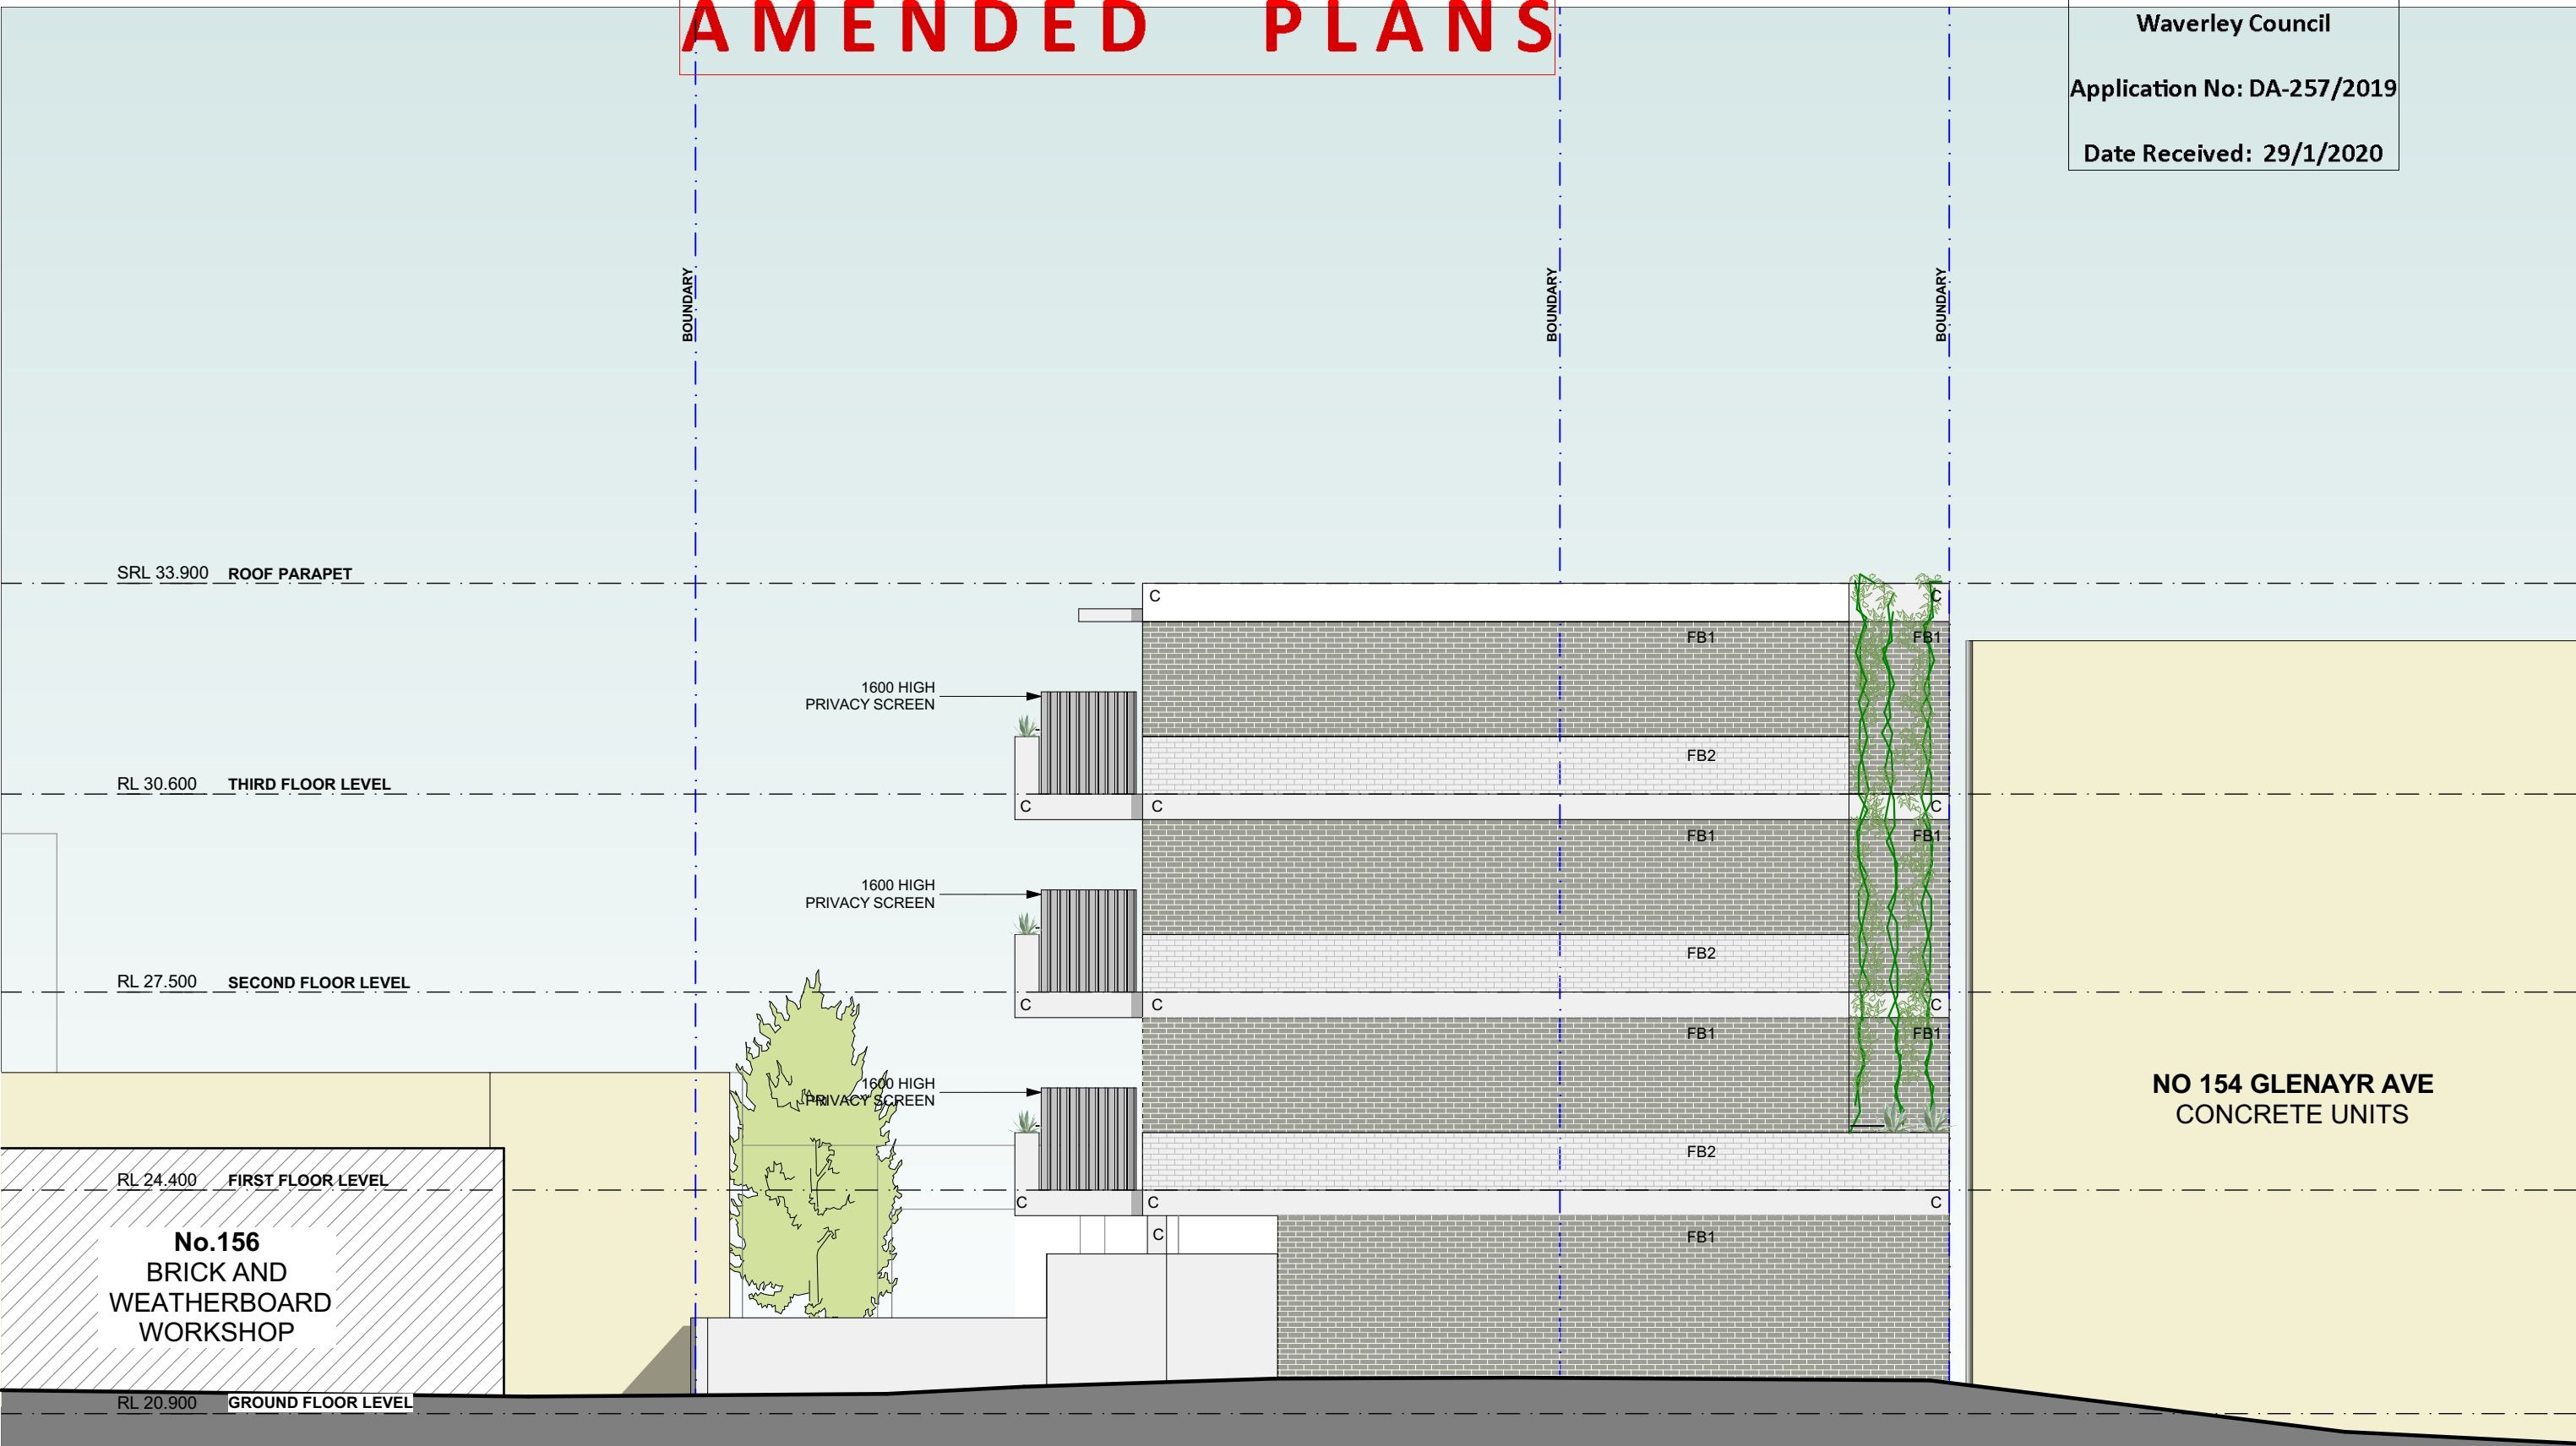 AMENDED PLANS
Waverley Council
Application No: DA-257/2019
Date Received: 29/1/2020
BOUNDARY
BOUNDARY
BOUNDARY
SRL 33.900 ROOF PARAPET
C
C
FB1
FB1
1600 HIGH
PRIVACY SCREEN
FB2
RL 30.600 THIRD FLOOR LEVEL
C
C
C
FB1
FB1
1600 HIGH
PRIVACY SCREEN
FB2
RL 27.500 SECOND FLOOR LEVEL
C
C
C
FB1
FB1
1600 HIGH
PRIVACY SCREEN
NO 154 GLENAYR AVE
CONCRETE UNITS
FB2
RL 24.400 FIRST FLOOR LEVEL
C
C
C
C
FB1
No.156
BRICK AND
WEATHERBOARD
WORKSHOP
RL 20.900 GROUND FLOOR LEVEL